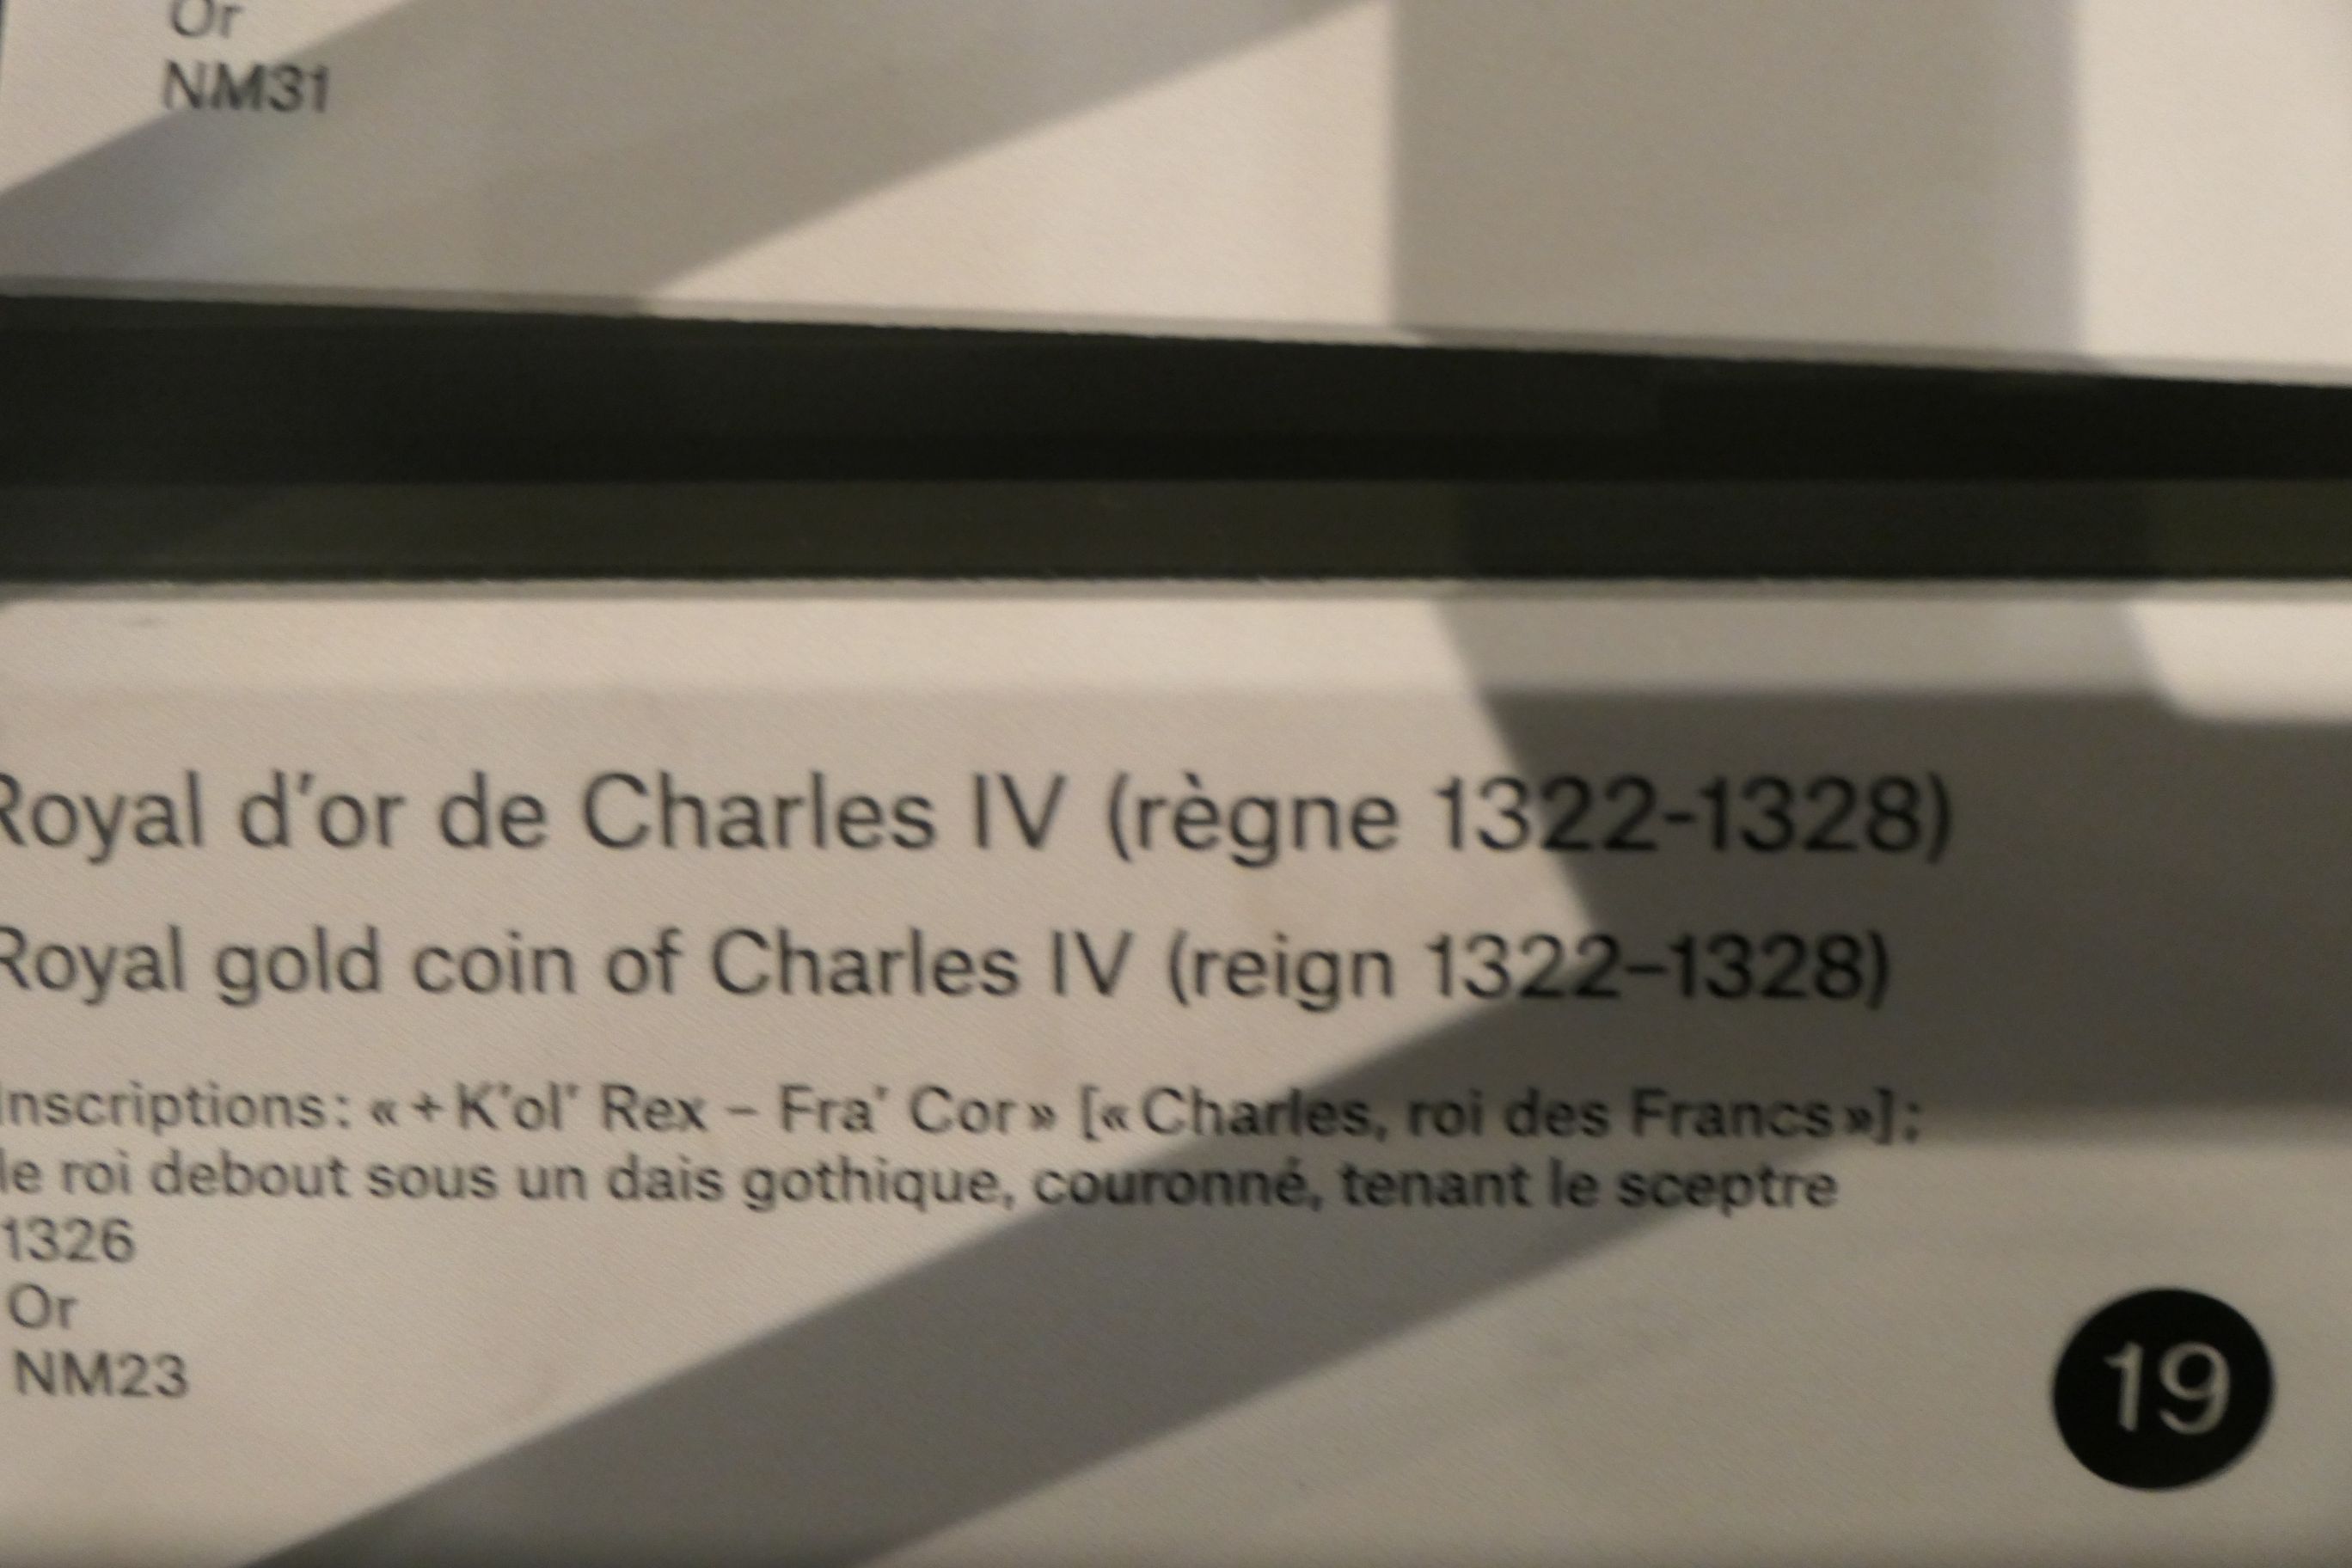 Or
NM31
Royal d'or de Charles IV (règne 1322-1328)
Royal gold coin of Charles IV (reign 1322–1328)
Inscriptions : « + K'ol' Rex – Fra' Cor » [« Charles, roi des Francs »] ;
le roi debout sous un dais gothique, couronné, tenant le sceptre
1326
Or
NM23
19